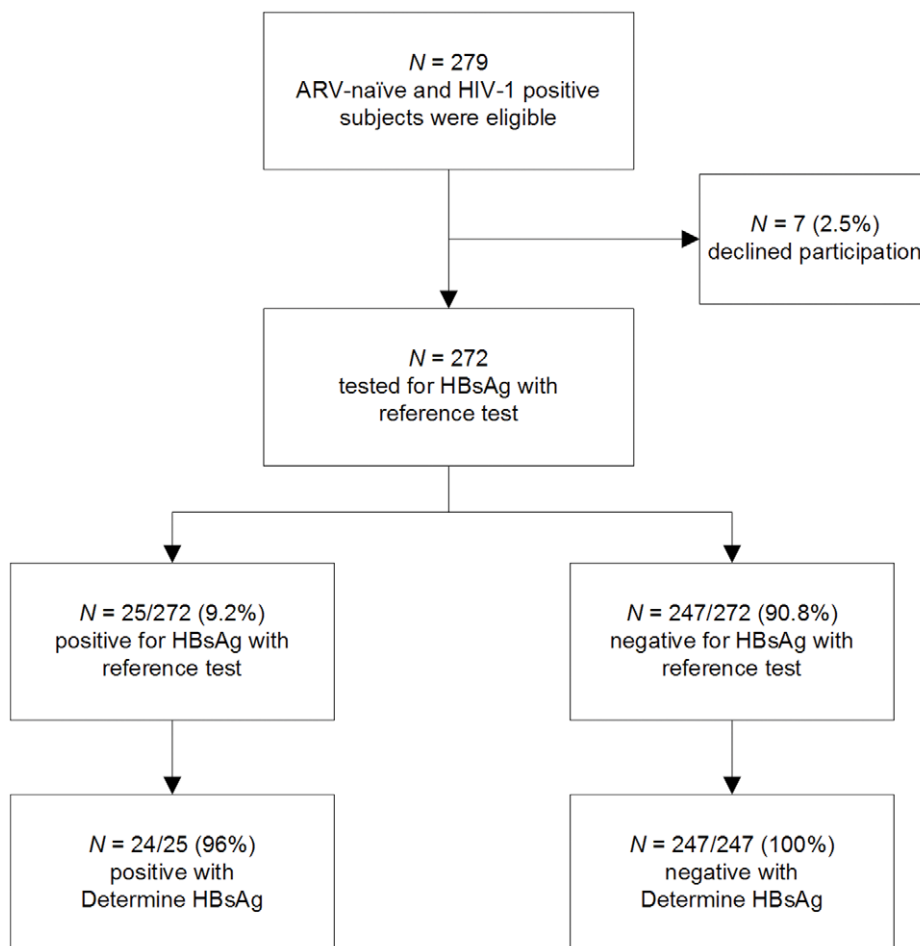 N = 279
ARV-naïve and HIV-1 positive
subjects were eligible
N = 7 (2.5%)
declined participation
N = 272
tested for HBsAg with
reference test
N = 25/272 (9.2%)
positive for HBsAg with
reference test
N = 247/272 (90.8%)
negative for HBsAg with
reference test
N = 24/25 (96%)
positive with
Determine HBsAg
N = 247/247 (100%)
negative with
Determine HBsAg